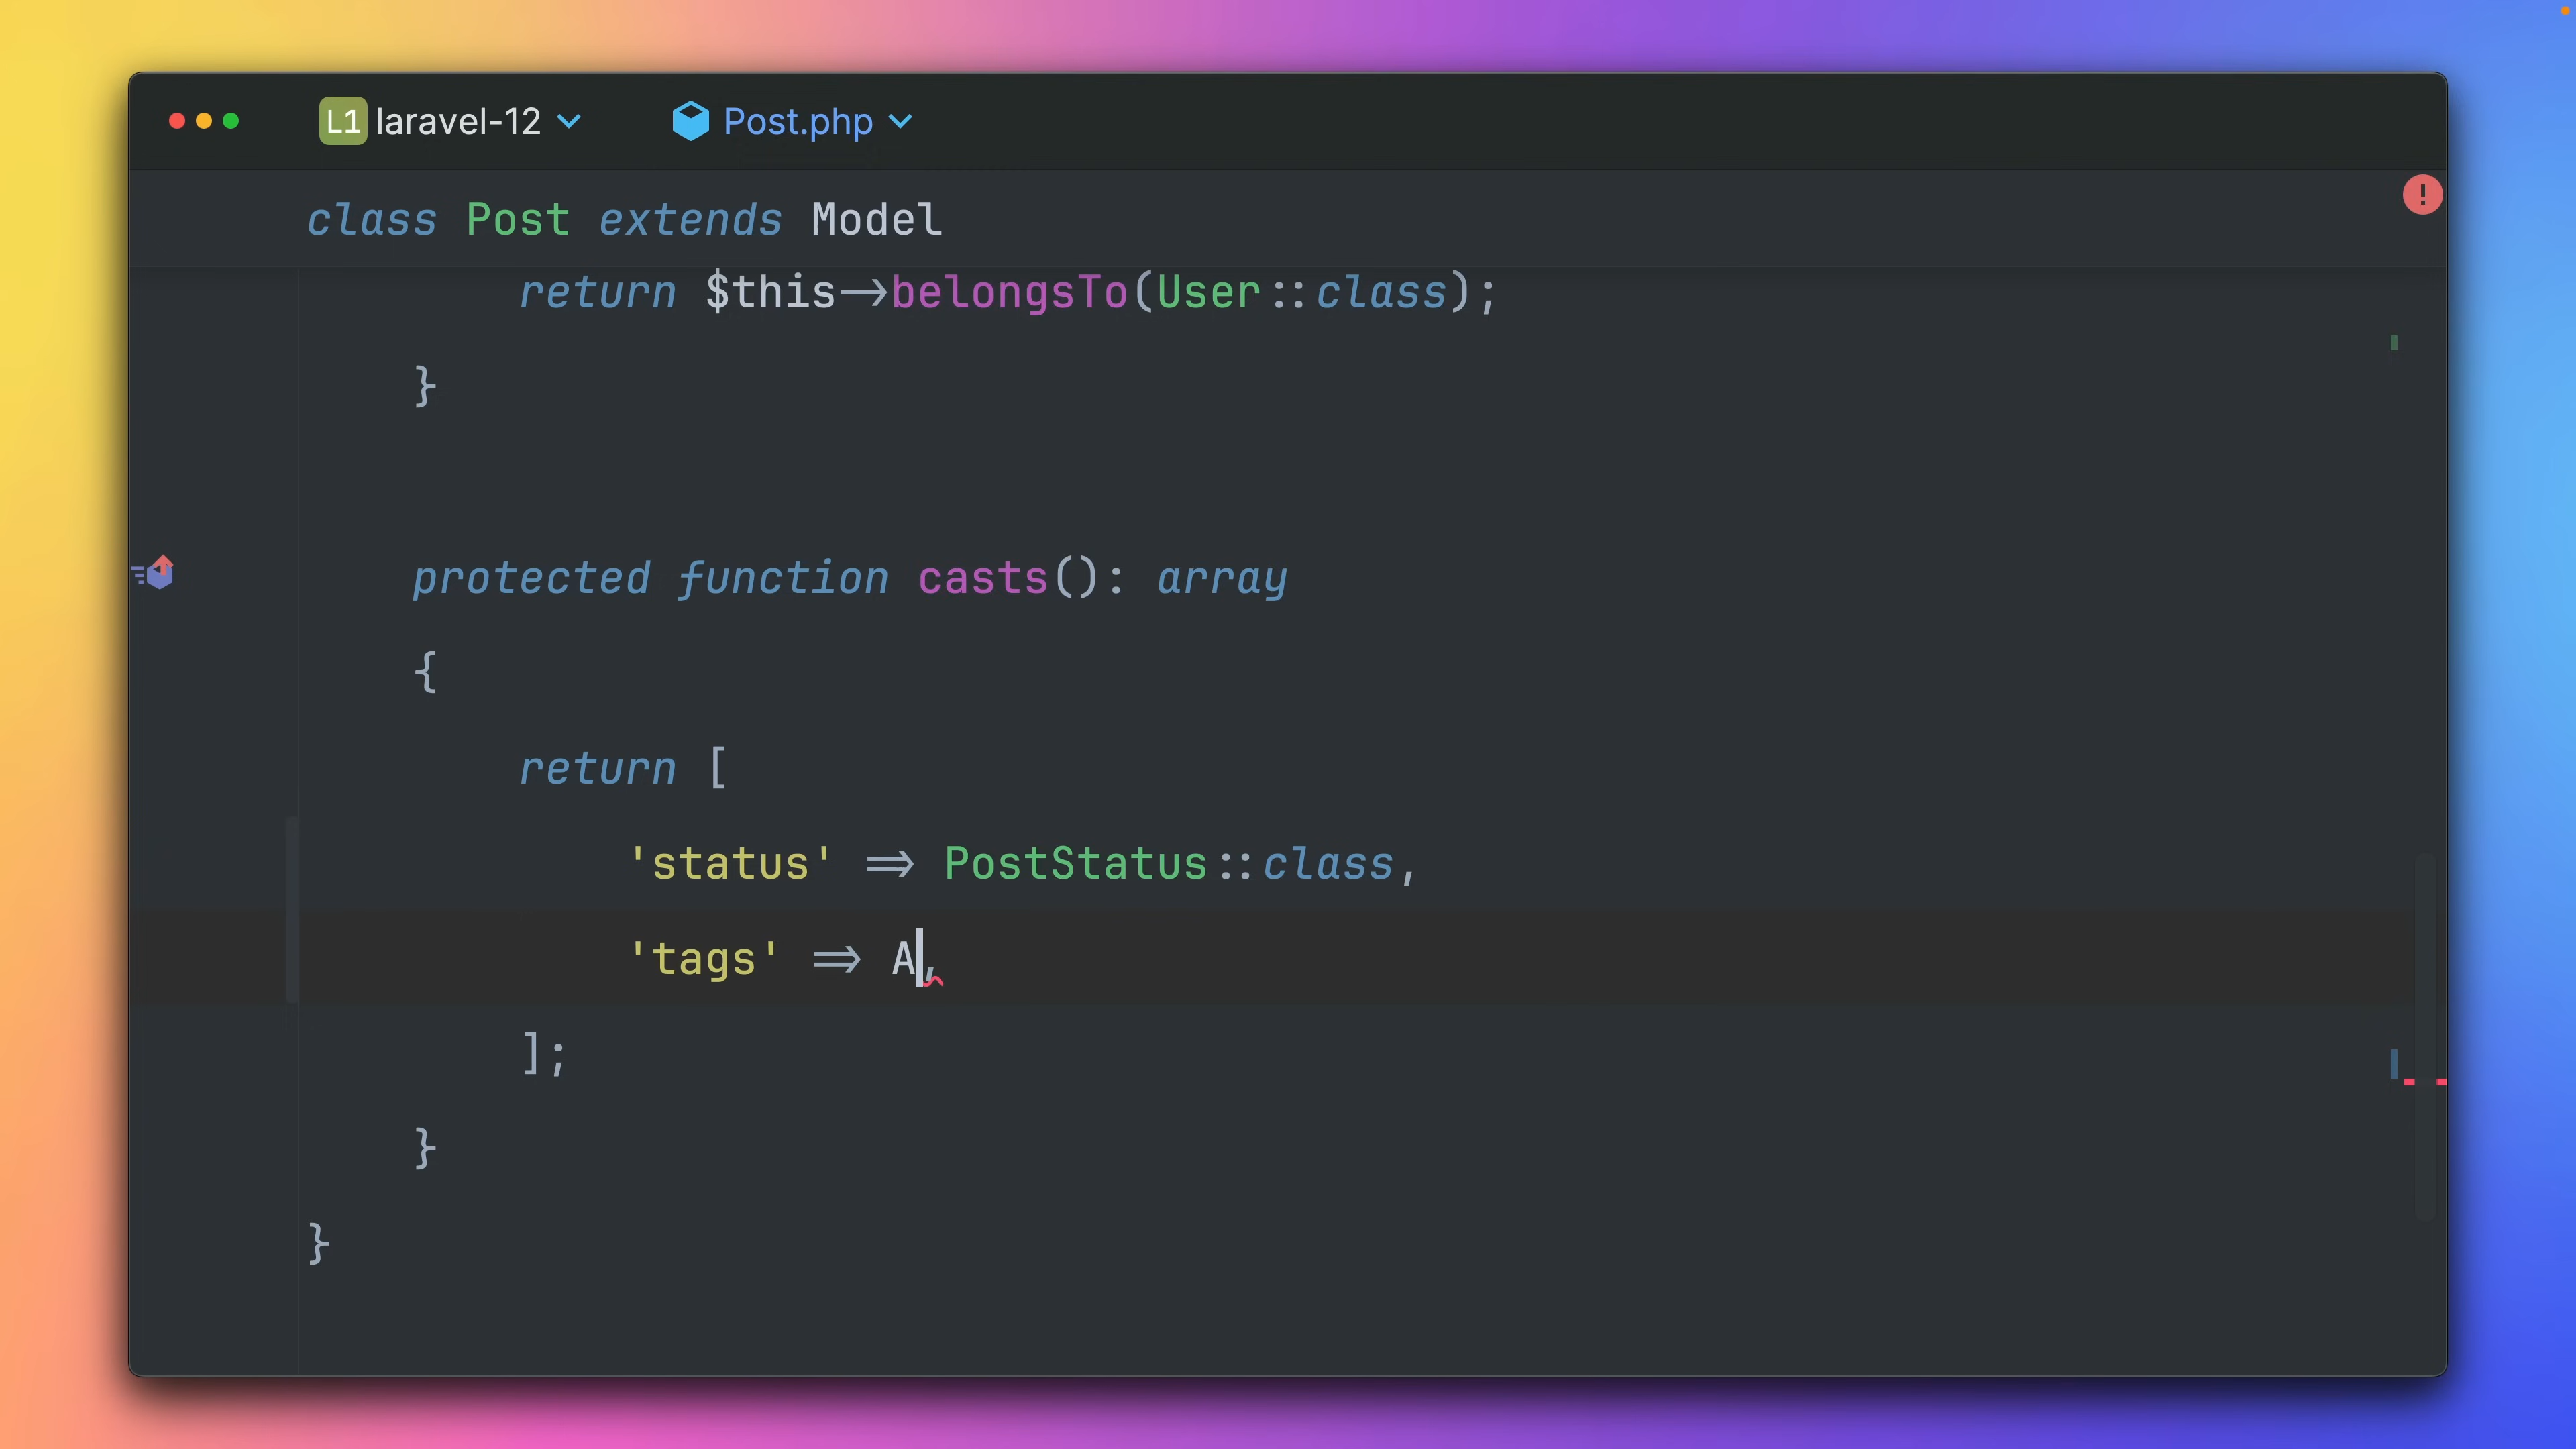 L1 laravel-12 Post.php
class Post extends Model
return $this->belongsTo(User::class);
}
protected function casts(): array
{
return [
'status' => PostStatus::class,
'tags' => A,
];
}
}